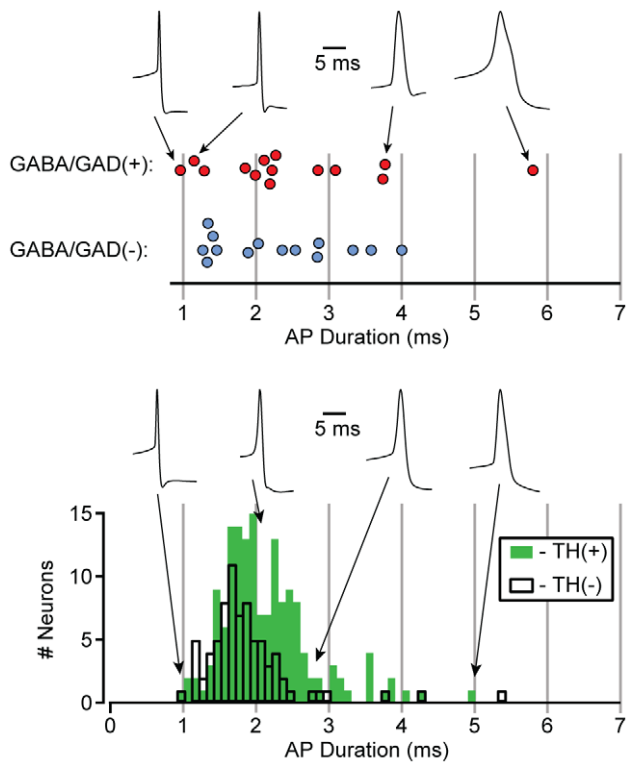 5 ms
GABA/GAD(+):
GABA/GAD(-):
1 2 3 4 5 6 7
AP Duration (ms)
5 ms
15
10
5
0
# Neurons
- TH(+)
- TH(-)
0 1 2 3 4 5 6 7
AP Duration (ms)